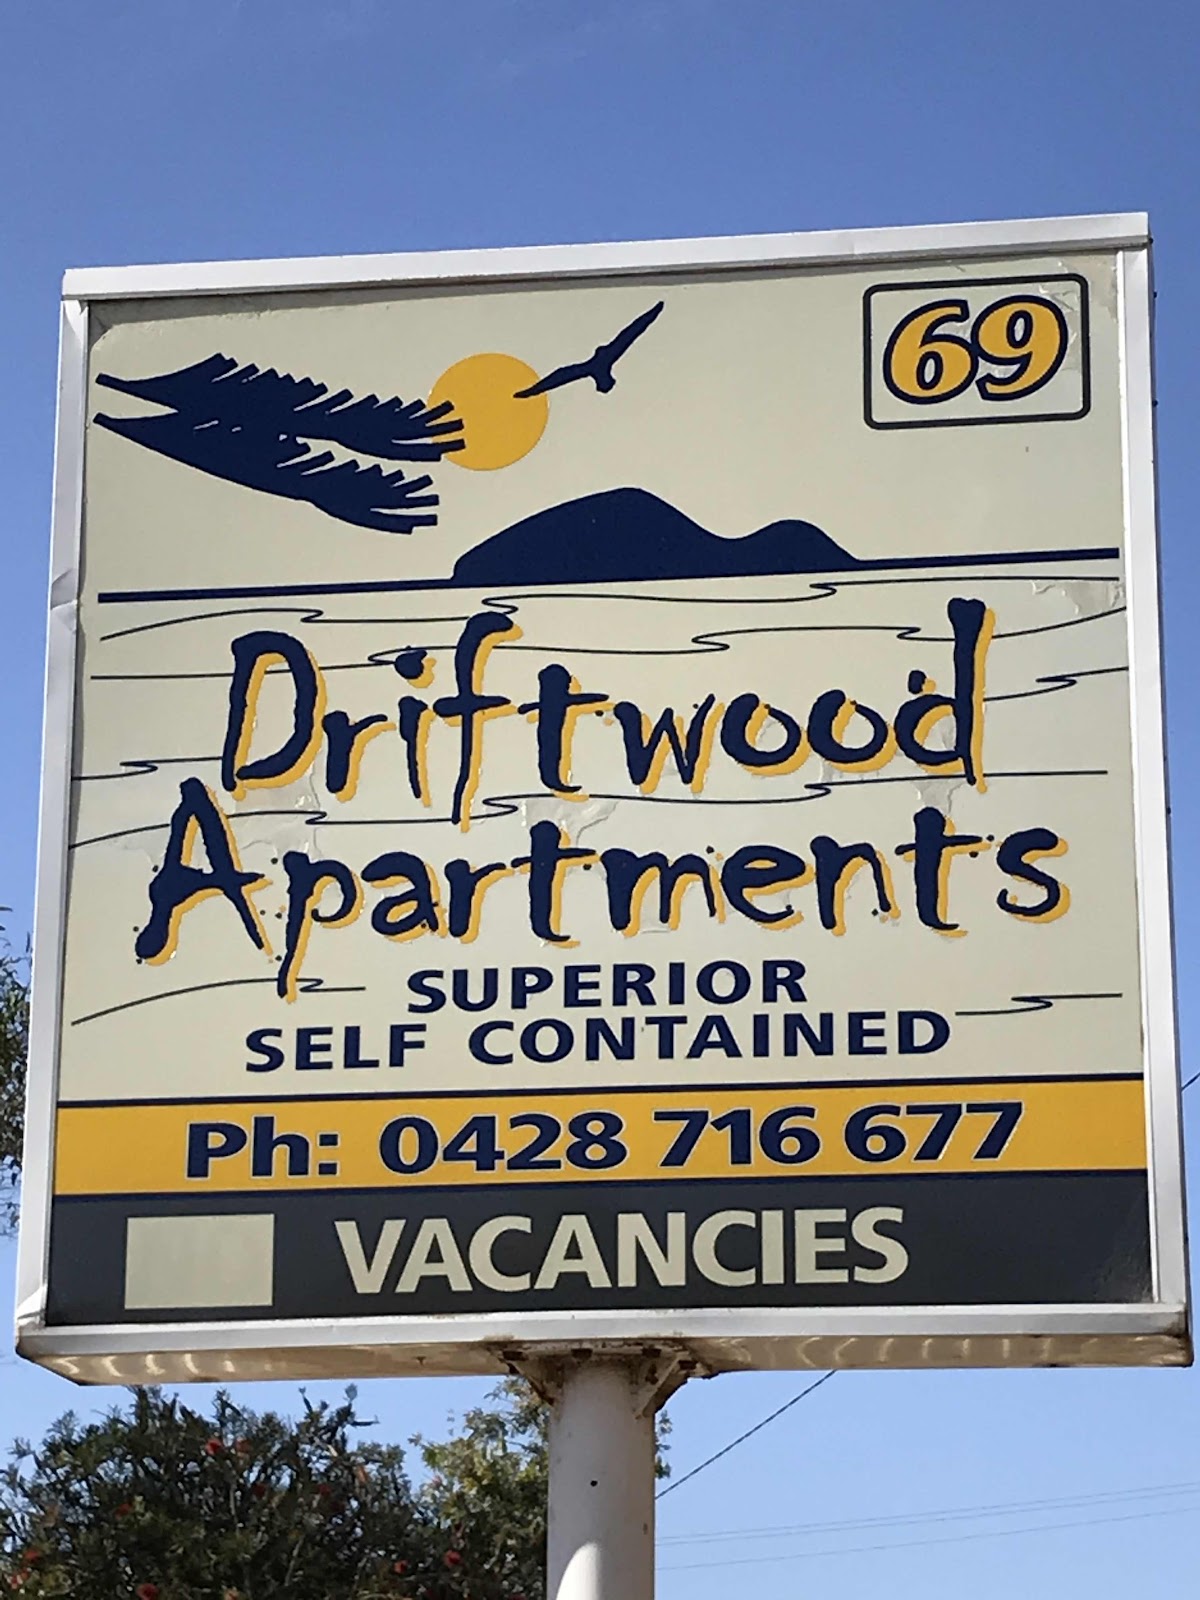 69
Driftwood
Apartments
SUPERIOR
SELF CONTAINED
Ph: 0428 716 677
VACANCIES